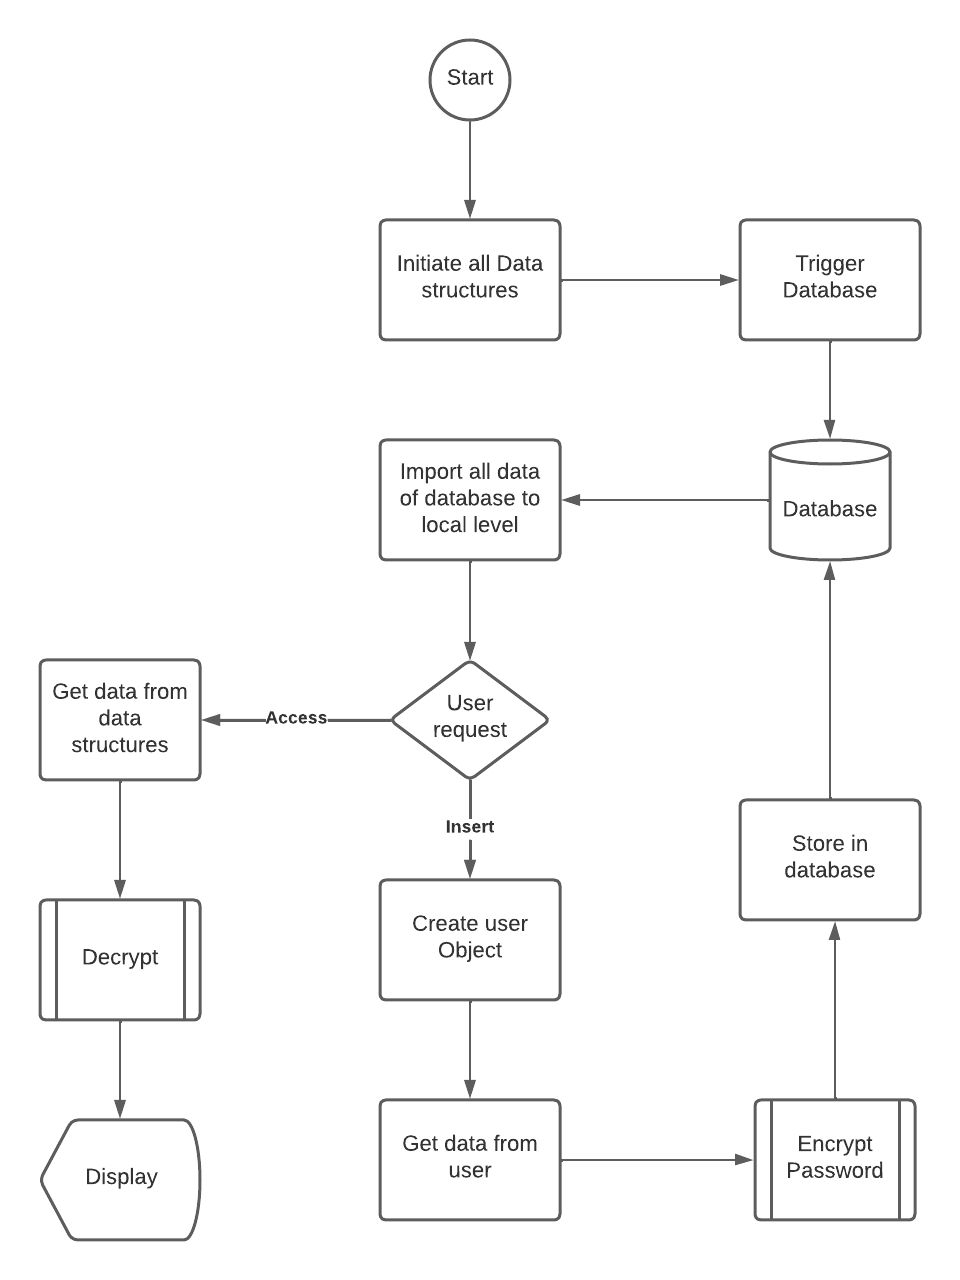 Start
Initiate all Data
structures
Trigger
Database
Import all data
of database to
local level
Database
Get data from
data
structures
Access
User
request
Insert
Store in
database
Decrypt
Create user
Object
Display
Get data from
user
Encrypt
Password